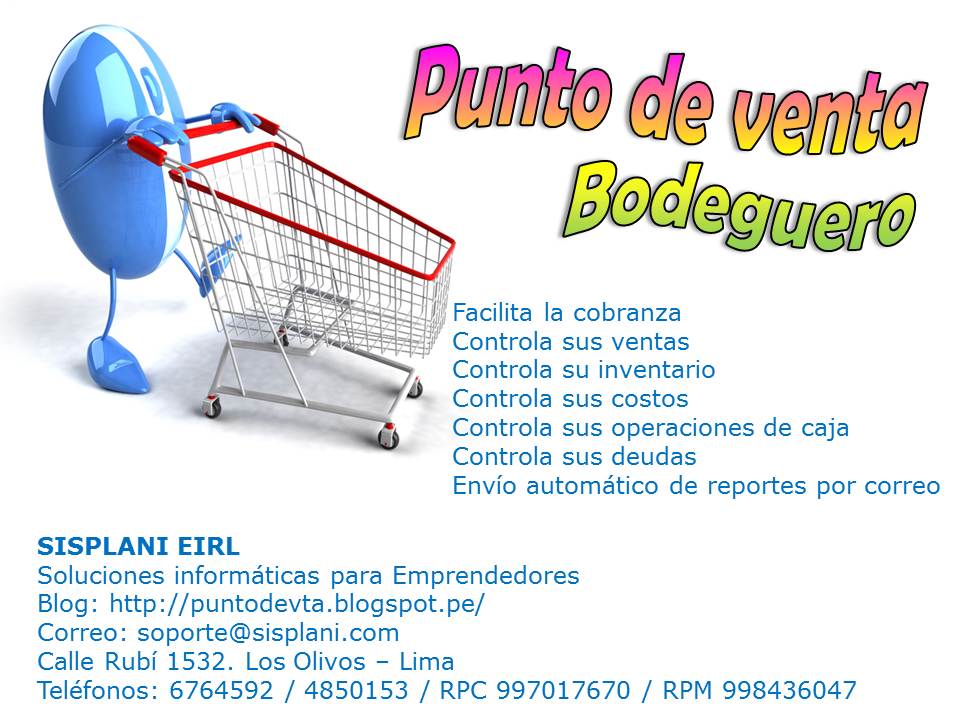 Punto de venta
Bodeguero
Facilita la cobranza
Controla sus ventas
Controla su inventario
Controla sus costos
Controla sus operaciones de caja
Controla sus deudas
Envío automático de reportes por correo
SISPLANI EIRL
Soluciones informáticas para Emprendedores
Blog: http://puntodevta.blogspot.pe/
Correo: soporte@sisplani.com
Calle Rubí 1532. Los Olivos – Lima
Teléfonos: 6764592 / 4850153 / RPC 997017670 / RPM 998436047